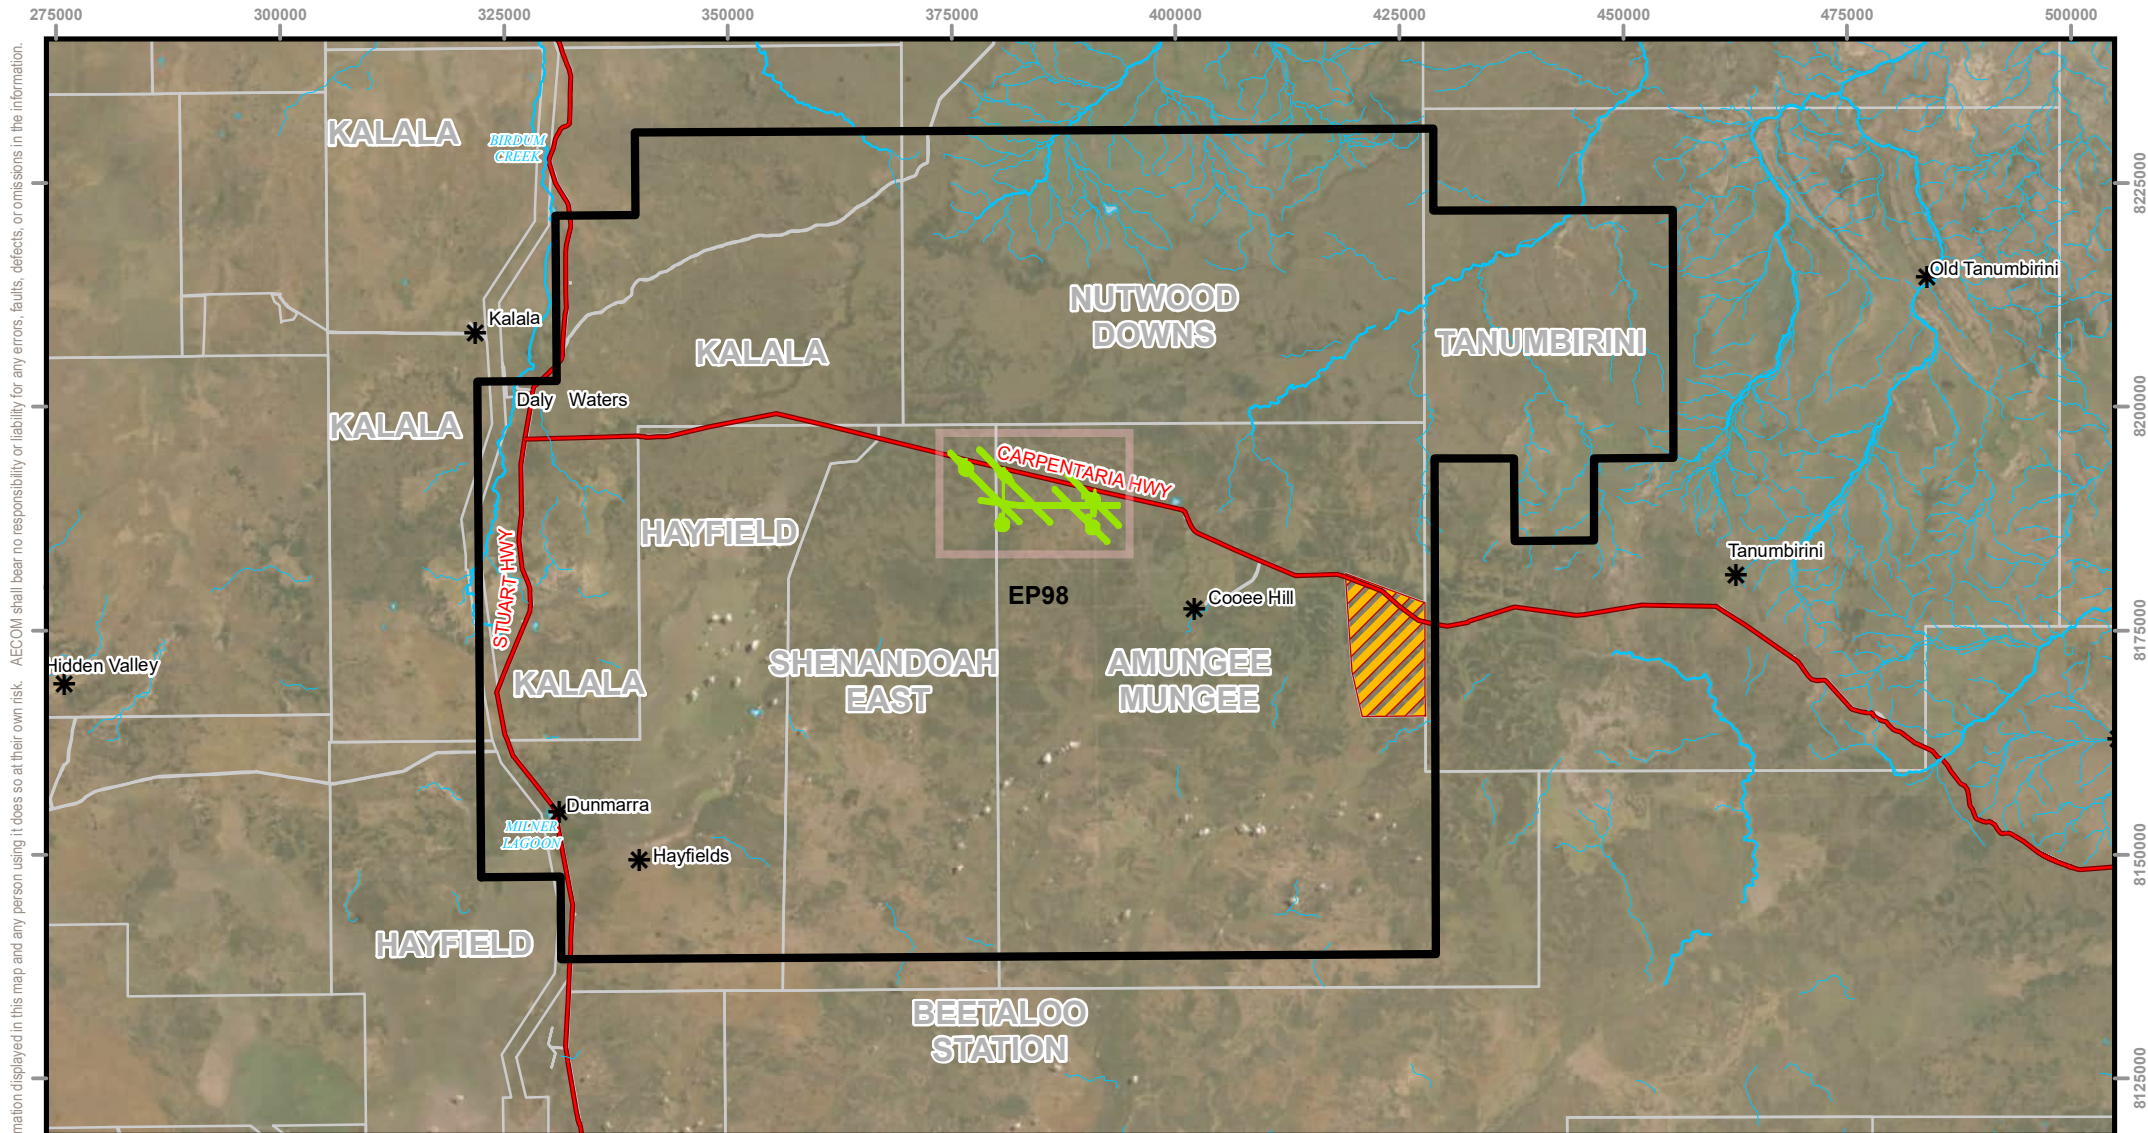 275000 300000 325000 350000 375000 400000 425000 450000 475000 500000
mation displayed in this map and any person using it does so at their own risk. AECOM shall bear no responsibility or liability for any errors, faults, defects, or omissions in the information.
KALALA
BIRDUM
CREEK
8225000
Old Tanumbirini
NUTWOOD
DOWNS
Kalala
TANUMBIRINI
KALALA
Daly Waters
8200000
KALALA
CARPENTARIA HWY
HAYFIELD
STUART HWY
Tanumbirini
EP98
Cooee Hill
8175000
Hidden Valley
SHENANDOAH
EAST
AMUNGEE
MUNGEE
KALALA
Dunmarra
MILNER
LAGOON
Hayfields
8150000
HAYFIELD
BEETALOO
STATION
8125000